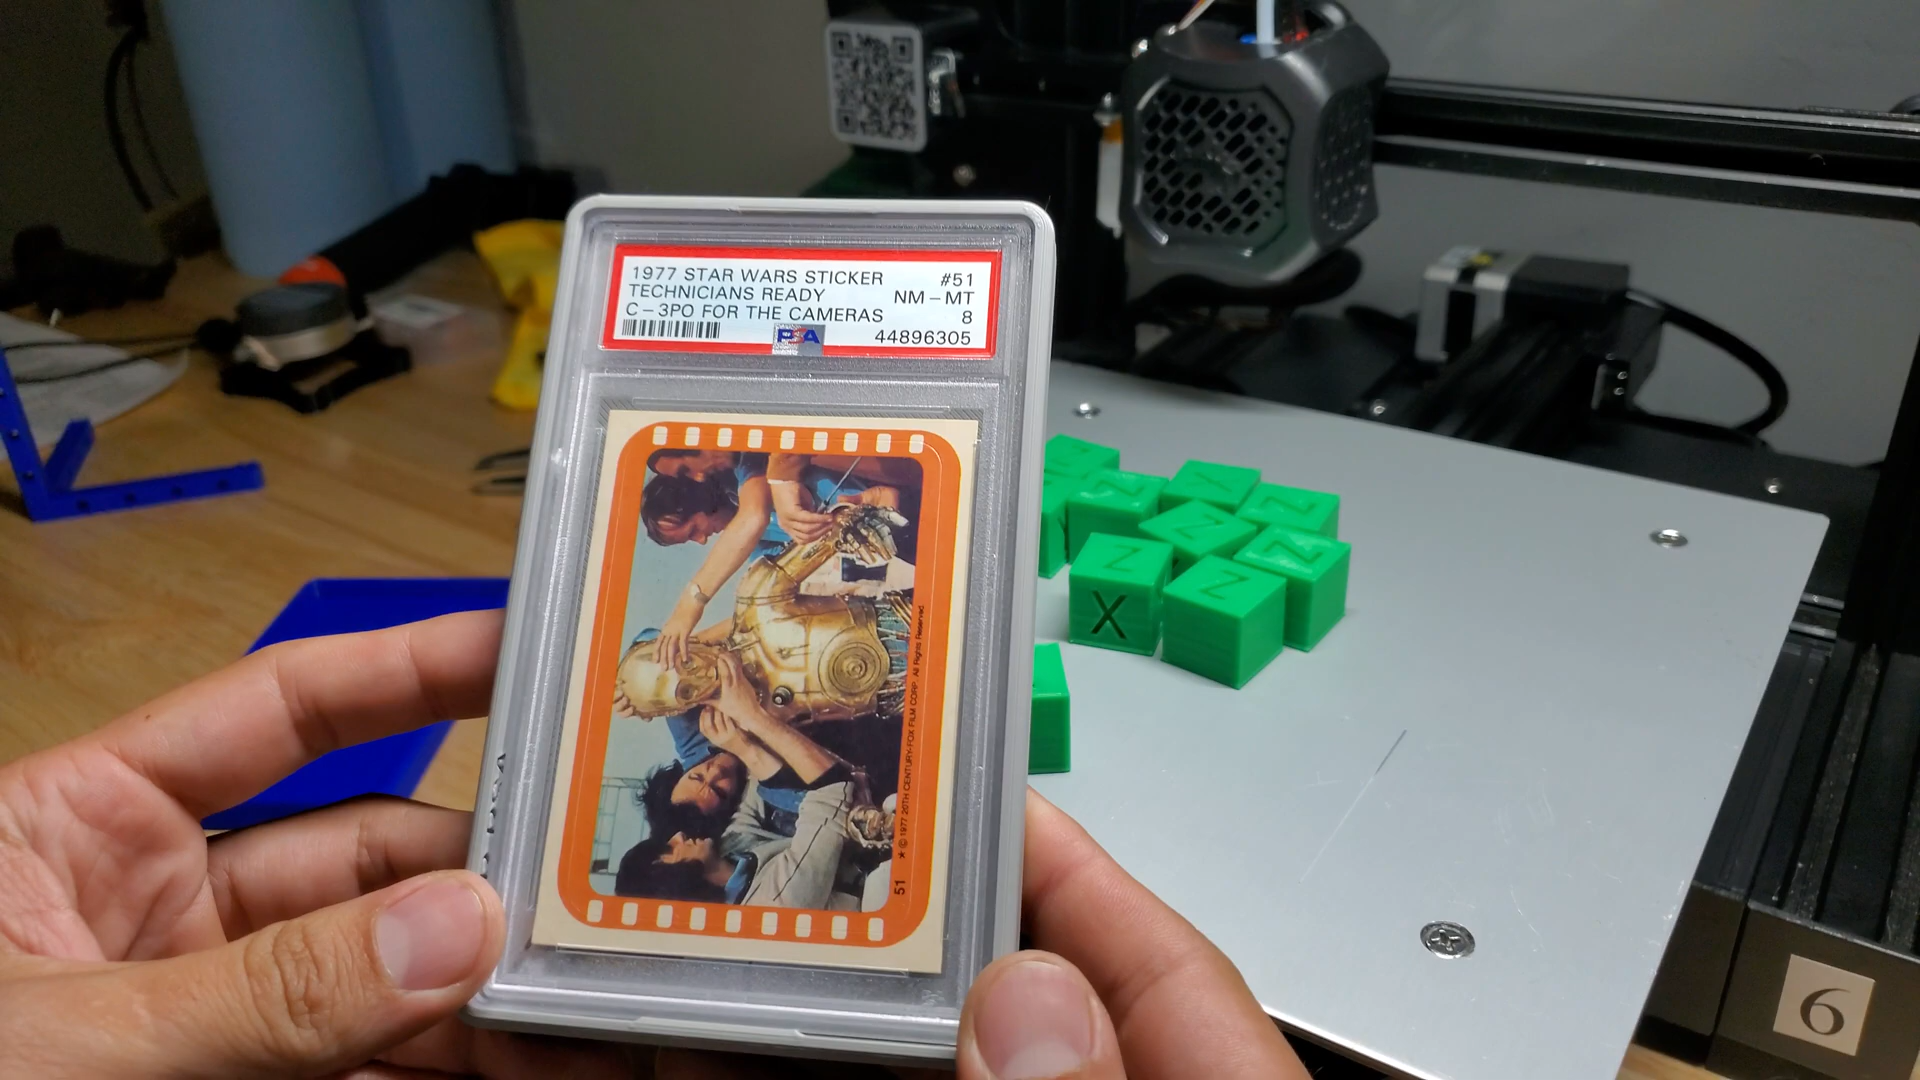 1977 STAR WARS STICKER #51
TECHNICIANS READY NM-MT
C-3PO FOR THE CAMERAS 8
PSA 44896305
51 ★ © 1977 20TH CENTURY-FOX FILM CORP. All Rights Reserved
Z
Z
X
Z
Z
Z
Z
X
6